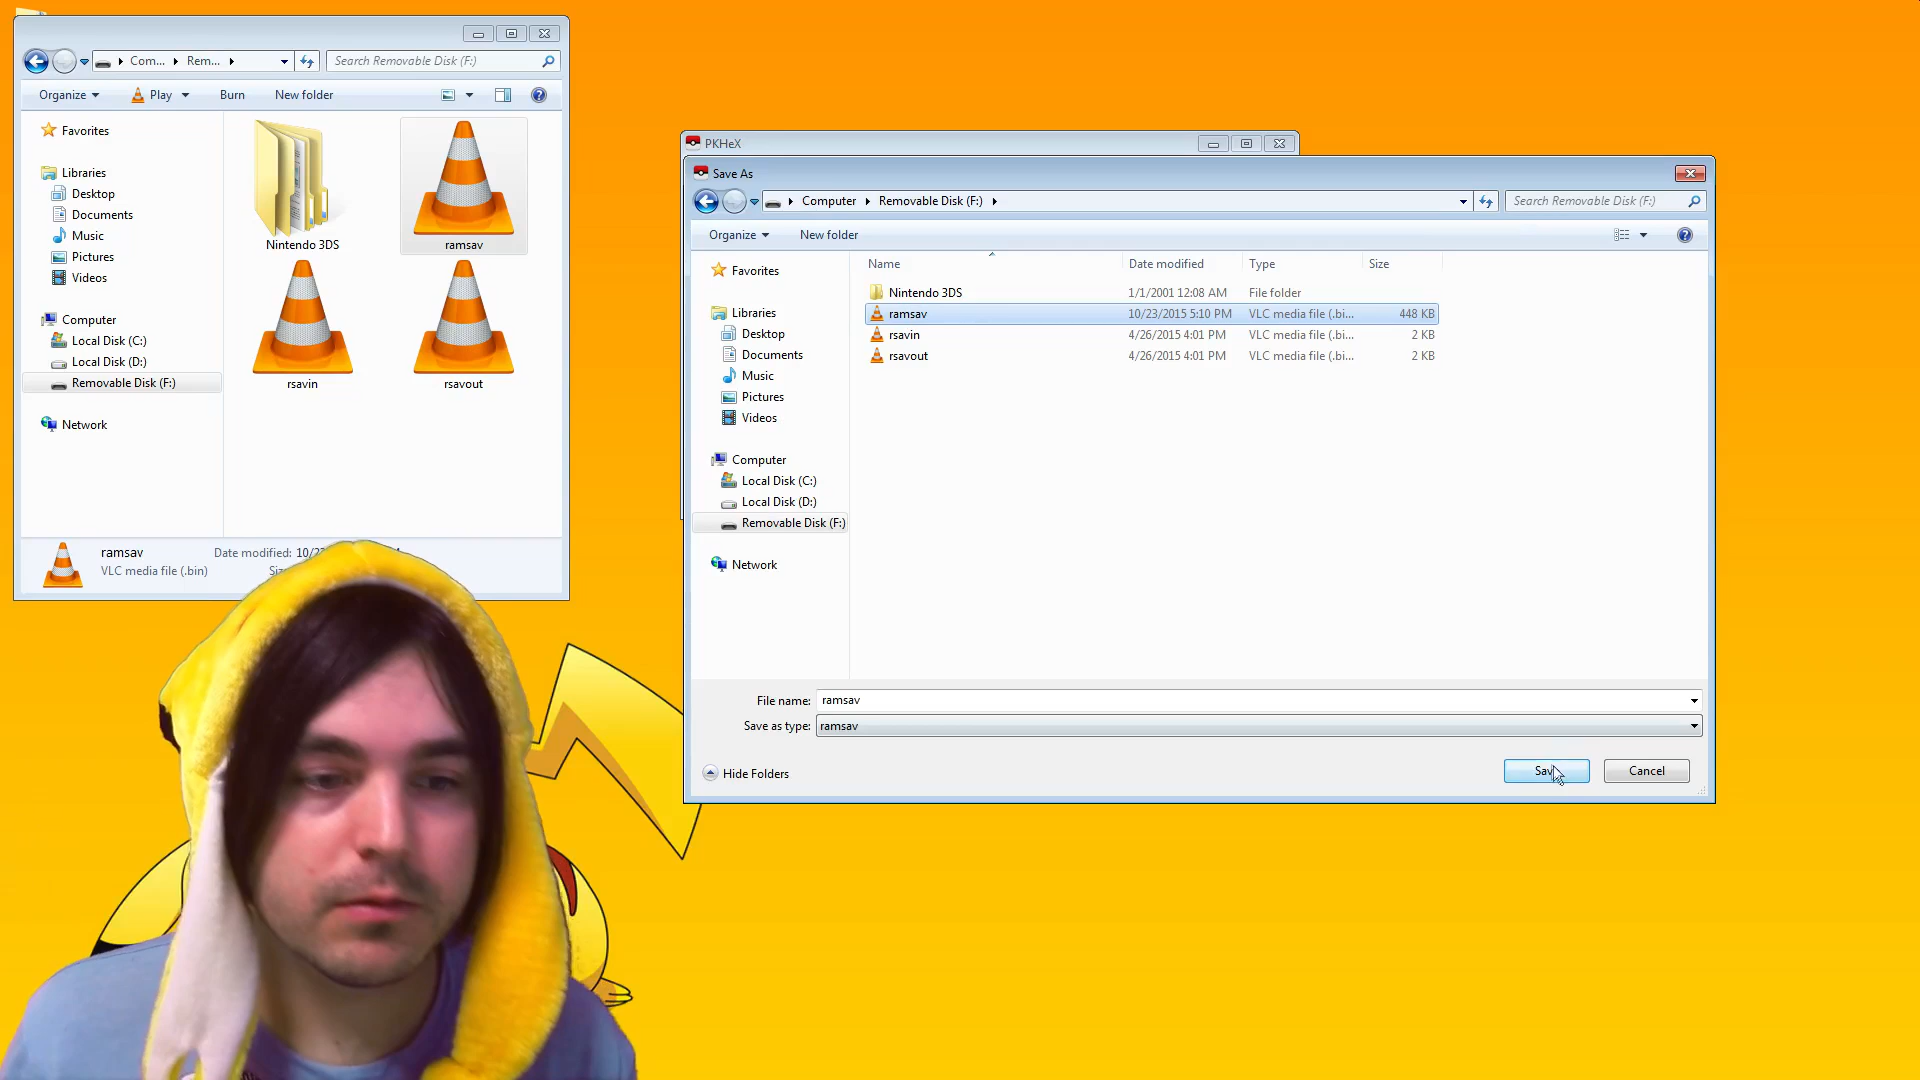 Com...
Rem...
Search Removable Disk (F:)
Organize
Play
Burn
New folder
Favorites
Libraries
Desktop
Documents
Music
Pictures
Videos
Computer
Local Disk (C:)
Local Disk (D:)
Removable Disk (F:)
Network
Nintendo 3DS
ramsav
rsavin
rsavout
ramsav
Date modified: 10/2
VLC media file (.bin)
PKHeX
Save As
Computer
Removable Disk (F:)
Search Removable Disk (F:)
Organize
New folder
Favorites
Libraries
Desktop
Documents
Music
Pictures
Videos
Computer
Local Disk (C:)
Local Disk (D:)
Removable Disk (F:)
Network
Name Date modified Type Size
Nintendo 3DS 1/1/2001 12:08 AM File folder
ramsav 10/23/2015 5:10 PM VLC media file (.bi... 448 KB
rsavin 4/26/2015 4:01 PM VLC media file (.bi... 2 KB
rsavout 4/26/2015 4:01 PM VLC media file (.bi... 2 KB
File name: ramsav
Save as type: ramsav
Hide Folders
Save
Cancel